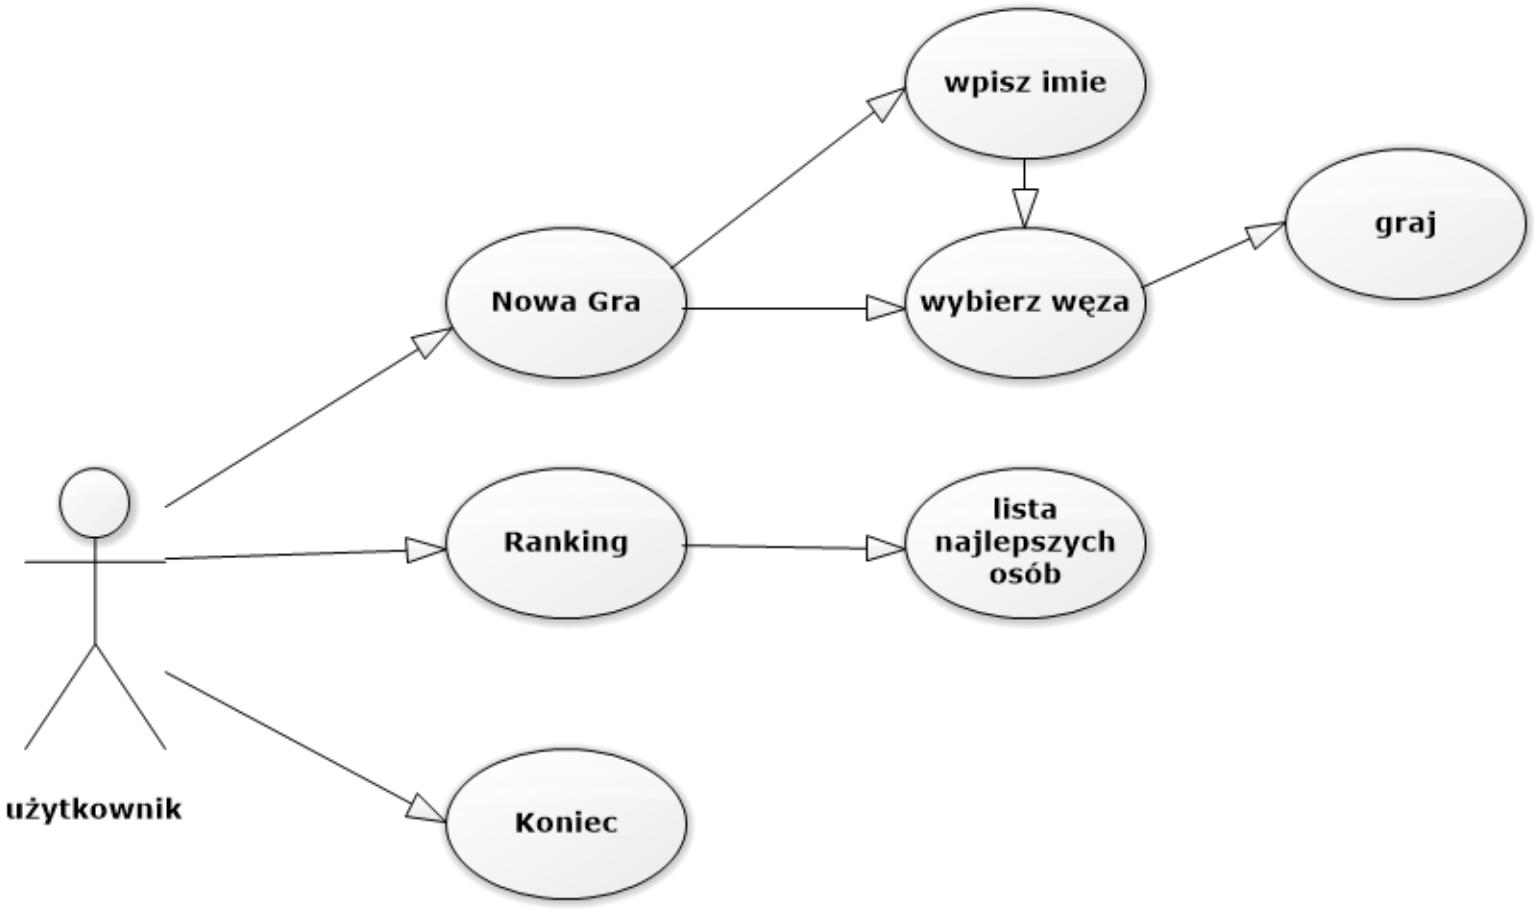 wpisz imie
graj
Nowa Gra
wybierz węza
Ranking
lista
najlepszych
osób
użytkownik
Koniec